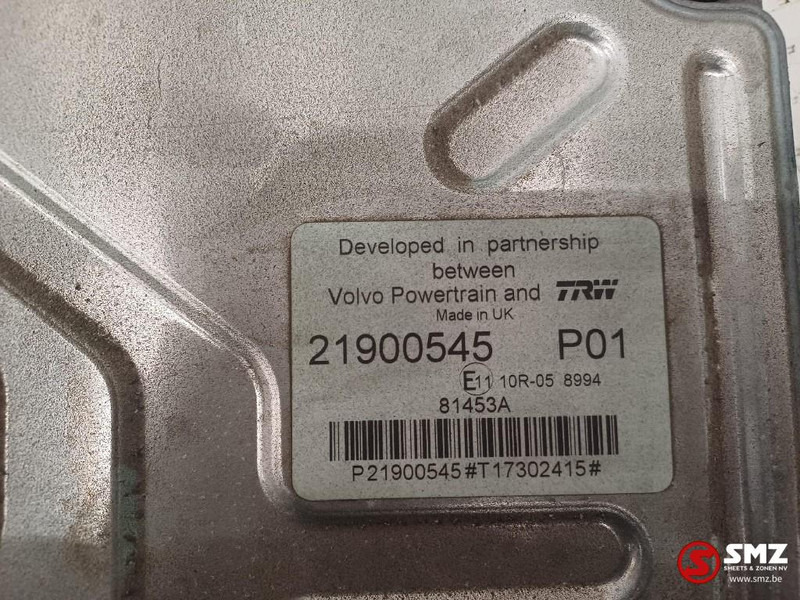 Developed in partnership
between
Volvo Powertrain and TRW
Made in UK
21900545 P01
E11 10R-05 8994
81453A
P21900545#T17302415#
SMZ
SMEETS & ZONEN NV
www.smz.be